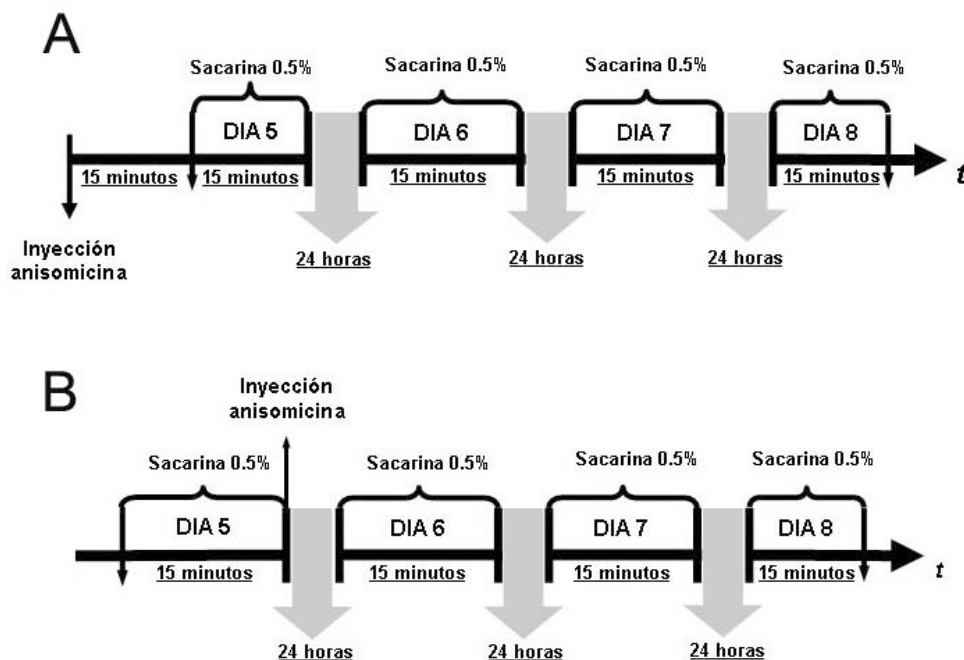 A
Sacarina 0.5%
Sacarina 0.5%
Sacarina 0.5%
Sacarina 0.5%
DIA 5
DIA 6
DIA 7
DIA 8
15 minutos
15 minutos
15 minutos
15 minutos
15 minutos
t
Inyección
anisomicina
24 horas
24 horas
24 horas
B
Inyección
anisomicina
Sacarina 0.5%
Sacarina 0.5%
Sacarina 0.5%
Sacarina 0.5%
DIA 5
DIA 6
DIA 7
DIA 8
15 minutos
15 minutos
15 minutos
15 minutos
t
24 horas
24 horas
24 horas